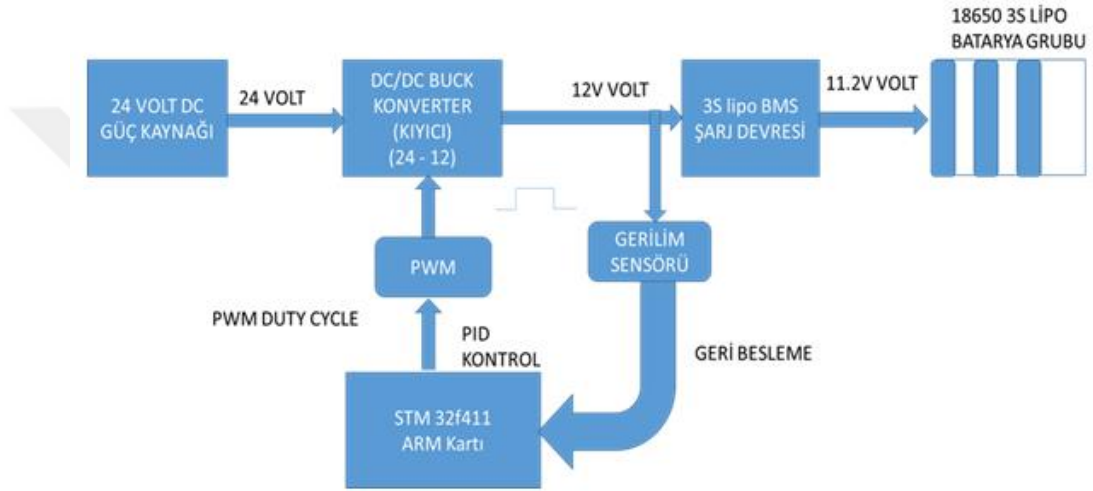 18650 3S LİPO
BATARYA GRUBU
24 VOLT DC
GÜÇ KAYNAĞI
24 VOLT
DC/DC BUCK
KONVERTER
(KIYICI)
(24 - 12)
12V VOLT
3S lipo BMS
ŞARJ DEVRESİ
11.2V VOLT
PWM
GERİLİM
SENSÖRÜ
PWM DUTY CYCLE
PID
KONTROL
GERİ BESLEME
STM 32f411
ARM Kartı